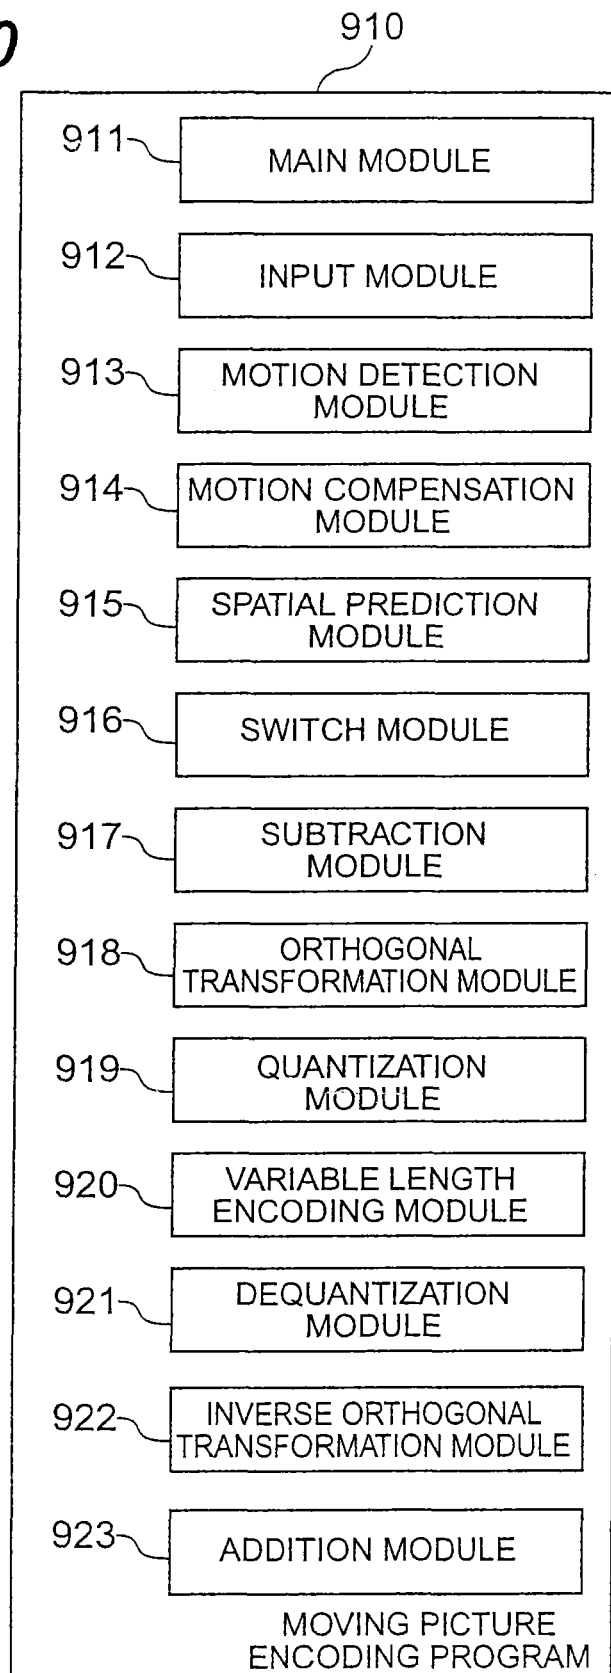 0
910
911
MAIN MODULE
912
INPUT MODULE
913
MOTION DETECTION
MODULE
914
MOTION COMPENSATION
MODULE
915
SPATIAL PREDICTION
MODULE
916
SWITCH MODULE
917
SUBTRACTION
MODULE
918
ORTHOGONAL
TRANSFORMATION MODULE
919
QUANTIZATION
MODULE
920
VARIABLE LENGTH
ENCODING MODULE
921
DEQUANTIZATION
MODULE
922
INVERSE ORTHOGONAL
TRANSFORMATION MODULE
923
ADDITION MODULE
MOVING PICTURE
ENCODING PROGRAM